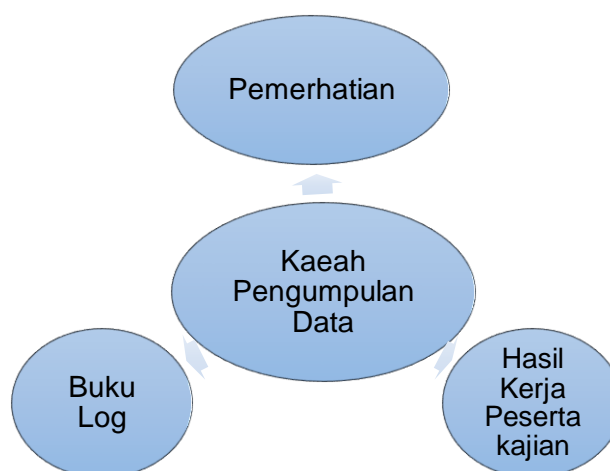 Pemerhatian
Kaeah
Pengumpulan
Data
Buku
Log
Hasil
Kerja
Peserta
kajian